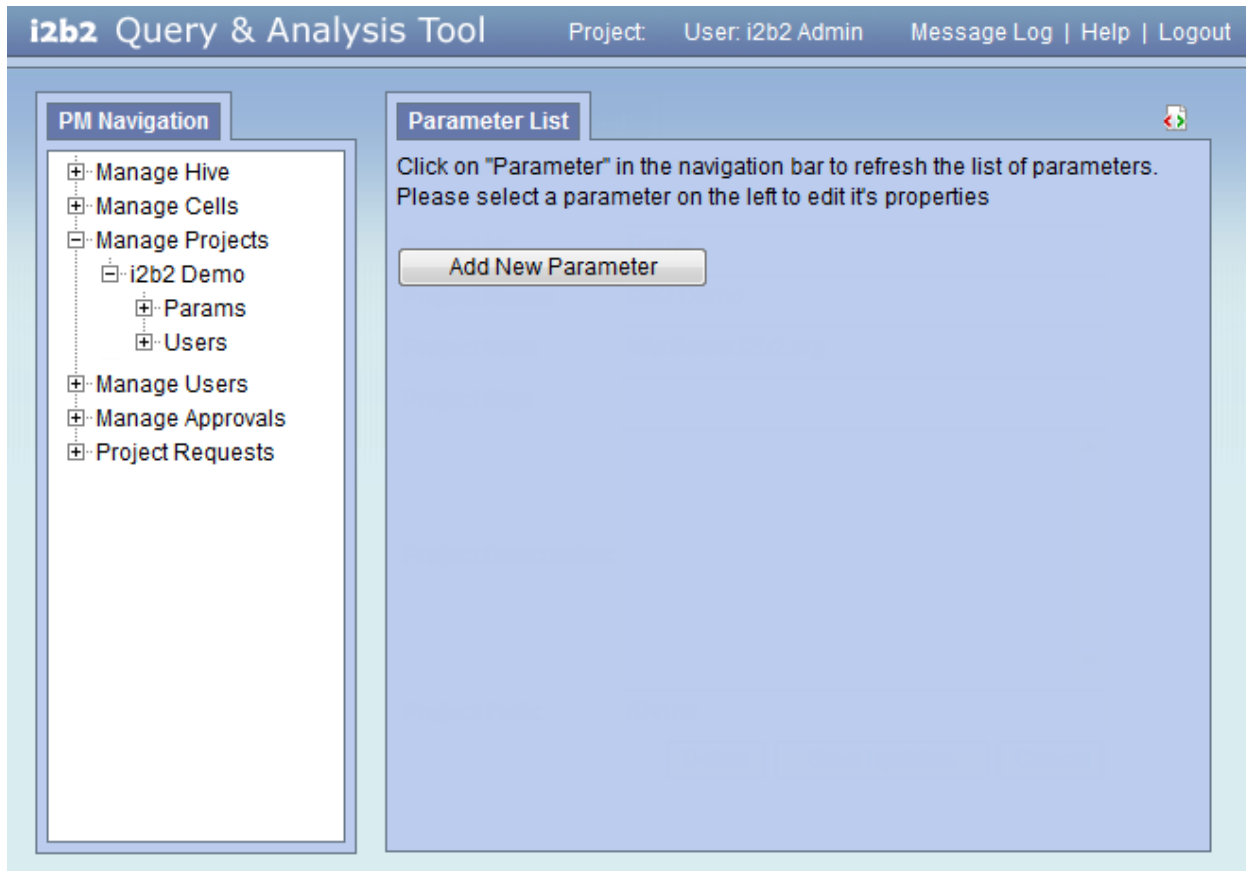 i2b2 Query & Analysis Tool Project: User: i2b2 Admin Message Log | Help | Logout
PM Navigation
Manage Hive
Manage Cells
Manage Projects
i2b2 Demo
Params
Users
Manage Users
Manage Approvals
Project Requests
Parameter List
Click on "Parameter" in the navigation bar to refresh the list of parameters.
Please select a parameter on the left to edit it's properties
Add New Parameter